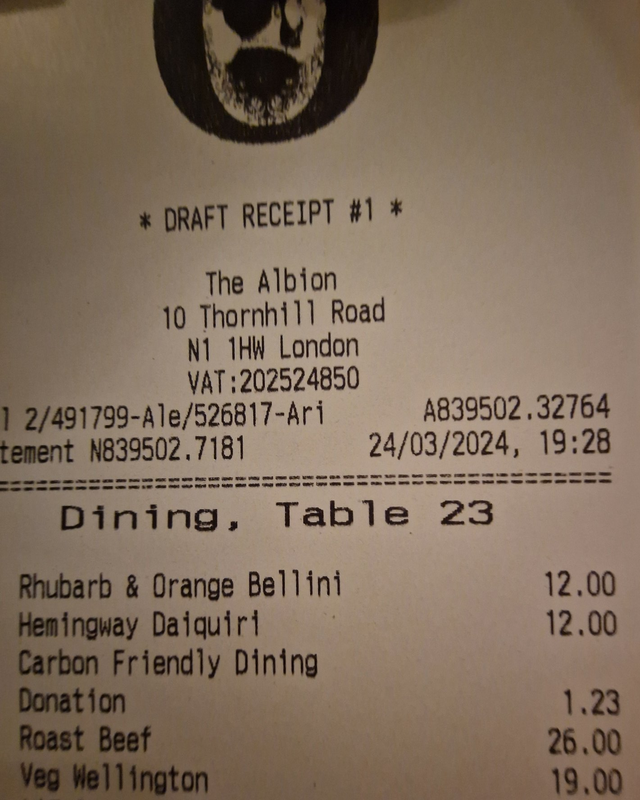 * DRAFT RECEIPT #1 *
The Albion
10 Thornhill Road
N1 1HW London
VAT:202524850
l 2/491799-Ale/526817-Ari A839502.32764
tement N839502.7181 24/03/2024, 19:28
Dining, Table 23
Rhubarb & Orange Bellini 12.00
Hemingway Daiquiri 12.00
Carbon Friendly Dining
Donation 1.23
Roast Beef 26.00
Veg Wellington 19.00